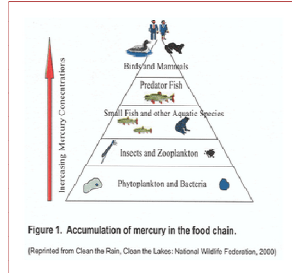 Birds and Mammals
Predator Fish
Small Fish and other Aquatic Species
Insects and Zooplankton
Phytoplankton and Bacteria
Increasing Mercury Concentrations
Figure 1. Accumulation of mercury in the food chain.
(Reprinted from Clean the Rain, Clean the Lakes: National Wildlife Federation, 2000)